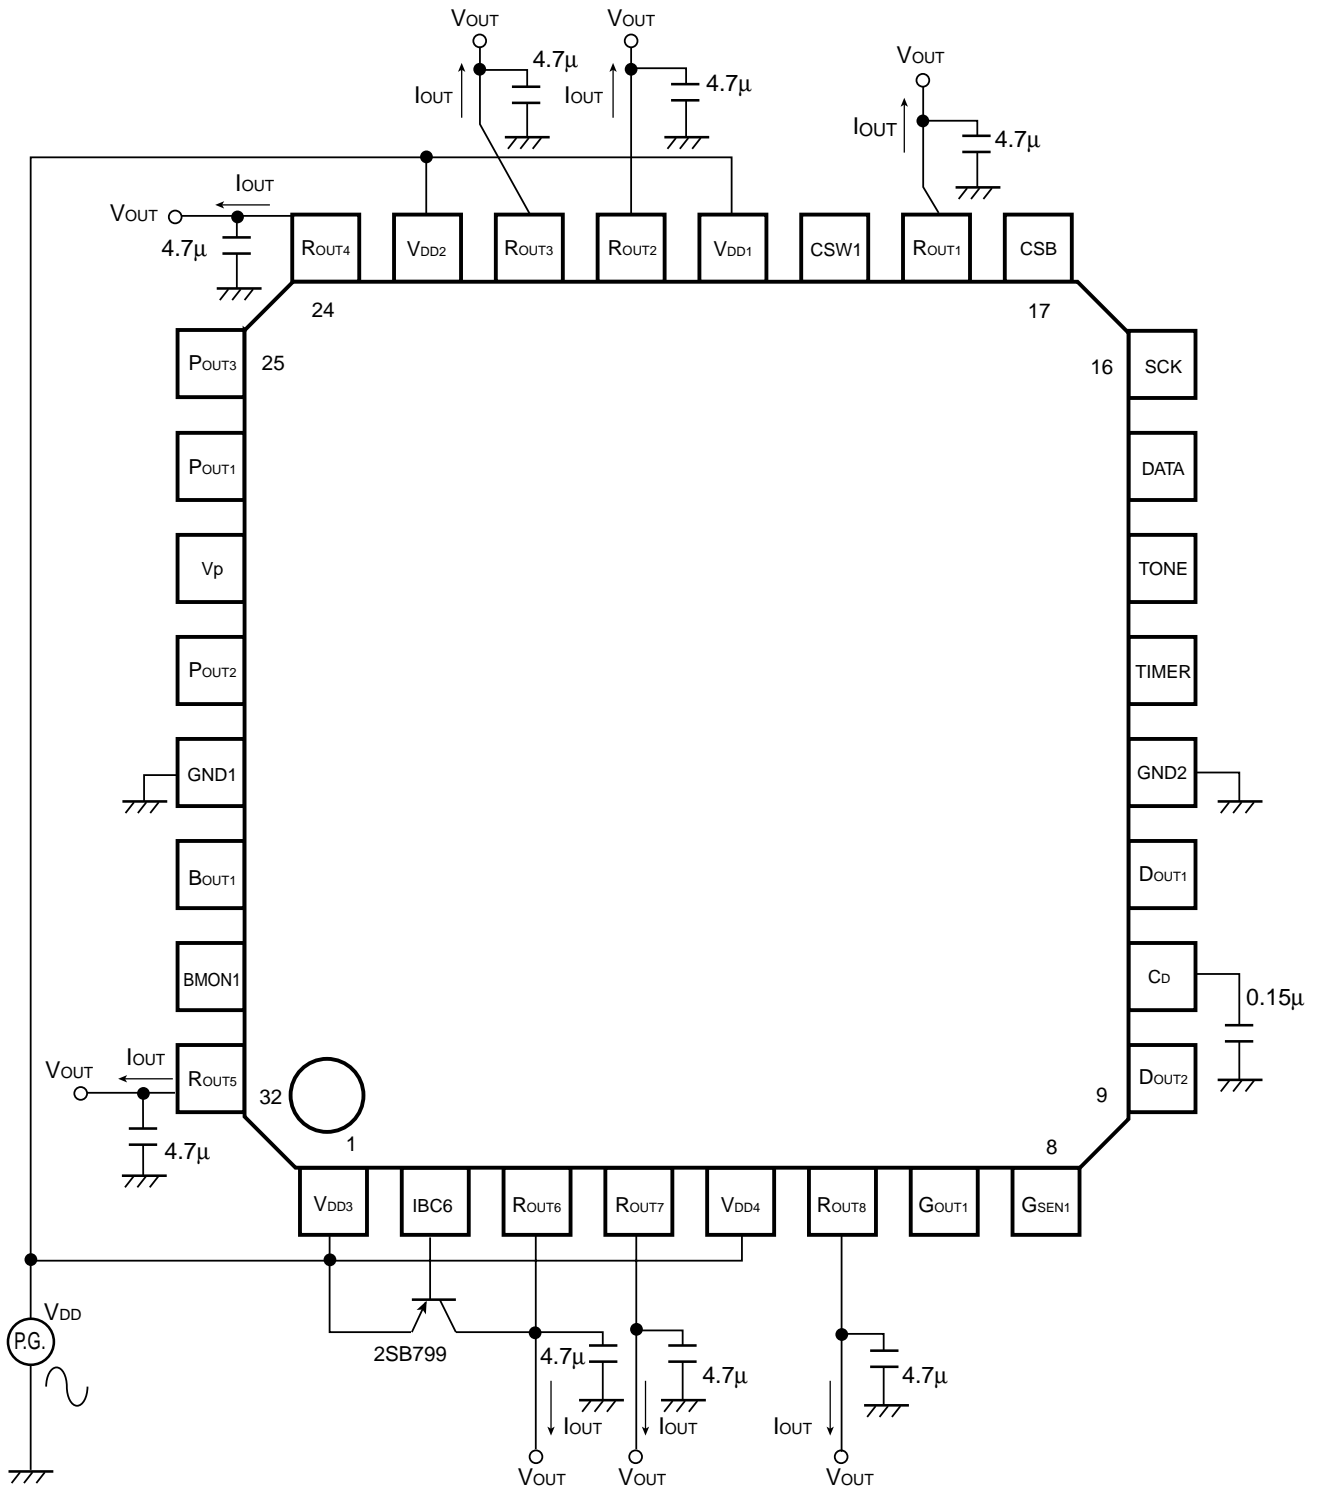 VOUT
VOUT
VOUT
4.7μ
4.7μ
4.7μ
IOUT
IOUT
IOUT
IOUT
VOUT
4.7μ
ROUT4
VDD2
ROUT3
ROUT2
VDD1
CSW1
ROUT1
CSB
24
17
POUT3
25
16
SCK
POUT1
DATA
Vp
TONE
POUT2
TIMER
GND1
GND2
BOUT1
DOUT1
BMON1
CD
0.15μ
VOUT
IOUT
ROUT5
32
9
DOUT2
4.7μ
1
8
VDD3
IBC6
ROUT6
ROUT7
VDD4
ROUT8
GOUT1
GSEN1
VDD
P.G.
2SB799
4.7μ
4.7μ
4.7μ
IOUT
IOUT
IOUT
VOUT
VOUT
VOUT